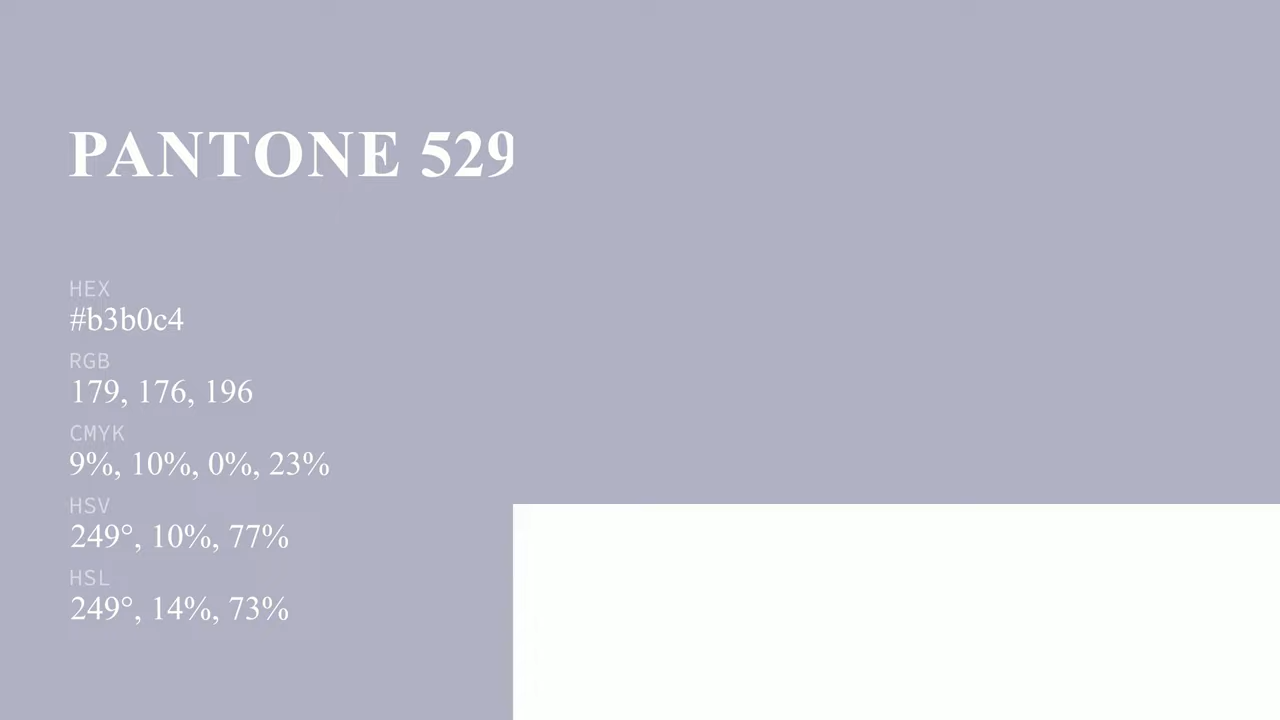 PANTONE 529
HEX
#b3b0c4
RGB
179, 176, 196
CMYK
9%, 10%, 0%, 23%
HSV
249°, 10%, 77%
HSL
249°, 14%, 73%